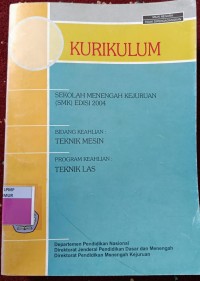 KURIKULUM
SEKOLAH MENENGAH KEJURUAN
(SMK) EDISI 2004
BIDANG KEAHLIAN
TEKNIK MESIN
PROGRAM KEAHLIAN
TEKNIK LAS
Departemen Pendidikan Nasional
Direktorat Jenderal Pendidikan Dasar dan Menengah
Direktorat Pendidikan Menengah Kejuruan